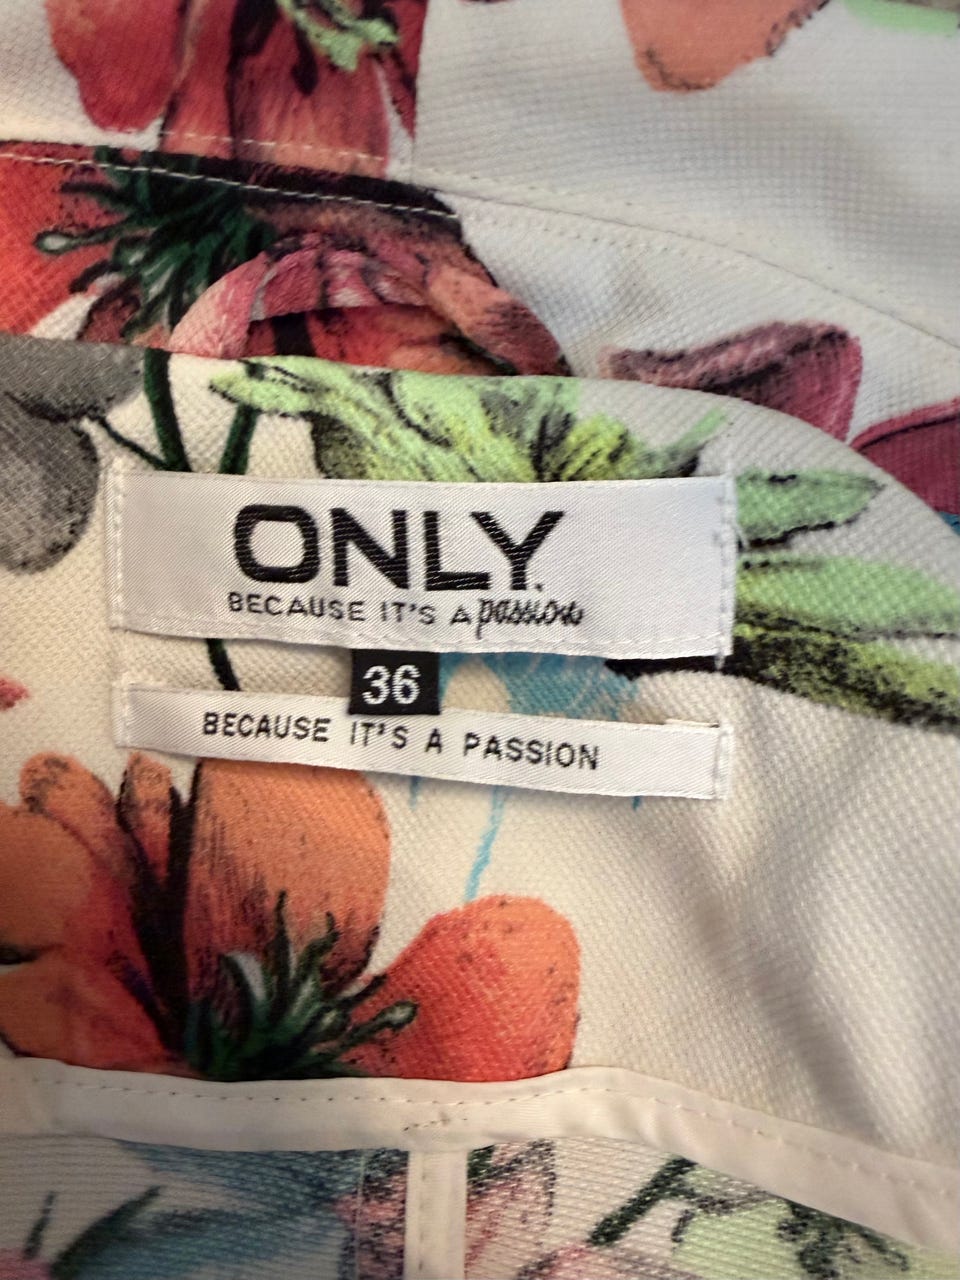 ONLY.
BECAUSE IT'S A passion
36
BECAUSE IT'S A PASSION